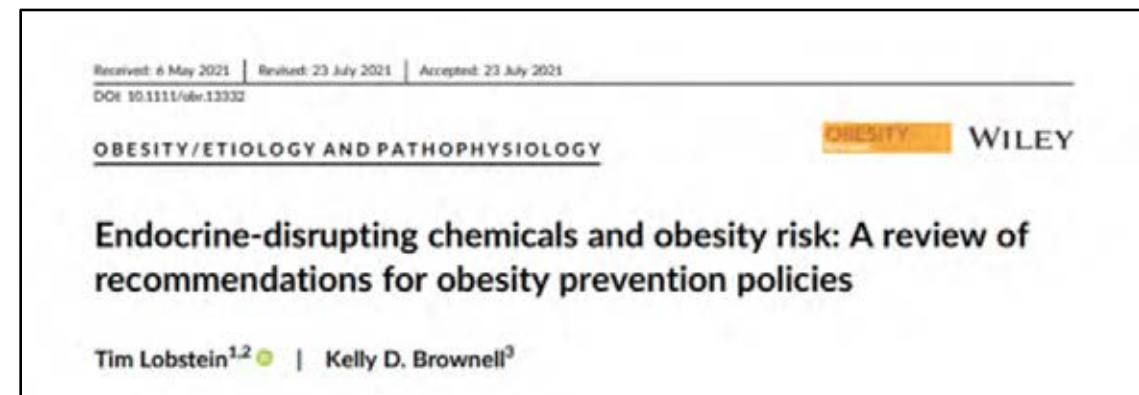 Received: 6 May 2021 | Revised: 23 July 2021 | Accepted: 23 July 2021
DOI: 10.1111/obr.13332
OBESITY/ETIOLOGY AND PATHOPHYSIOLOGY
OBESITY
WILEY
Endocrine-disrupting chemicals and obesity risk: A review of
recommendations for obesity prevention policies
Tim Lobstein1,2 | Kelly D. Brownell3